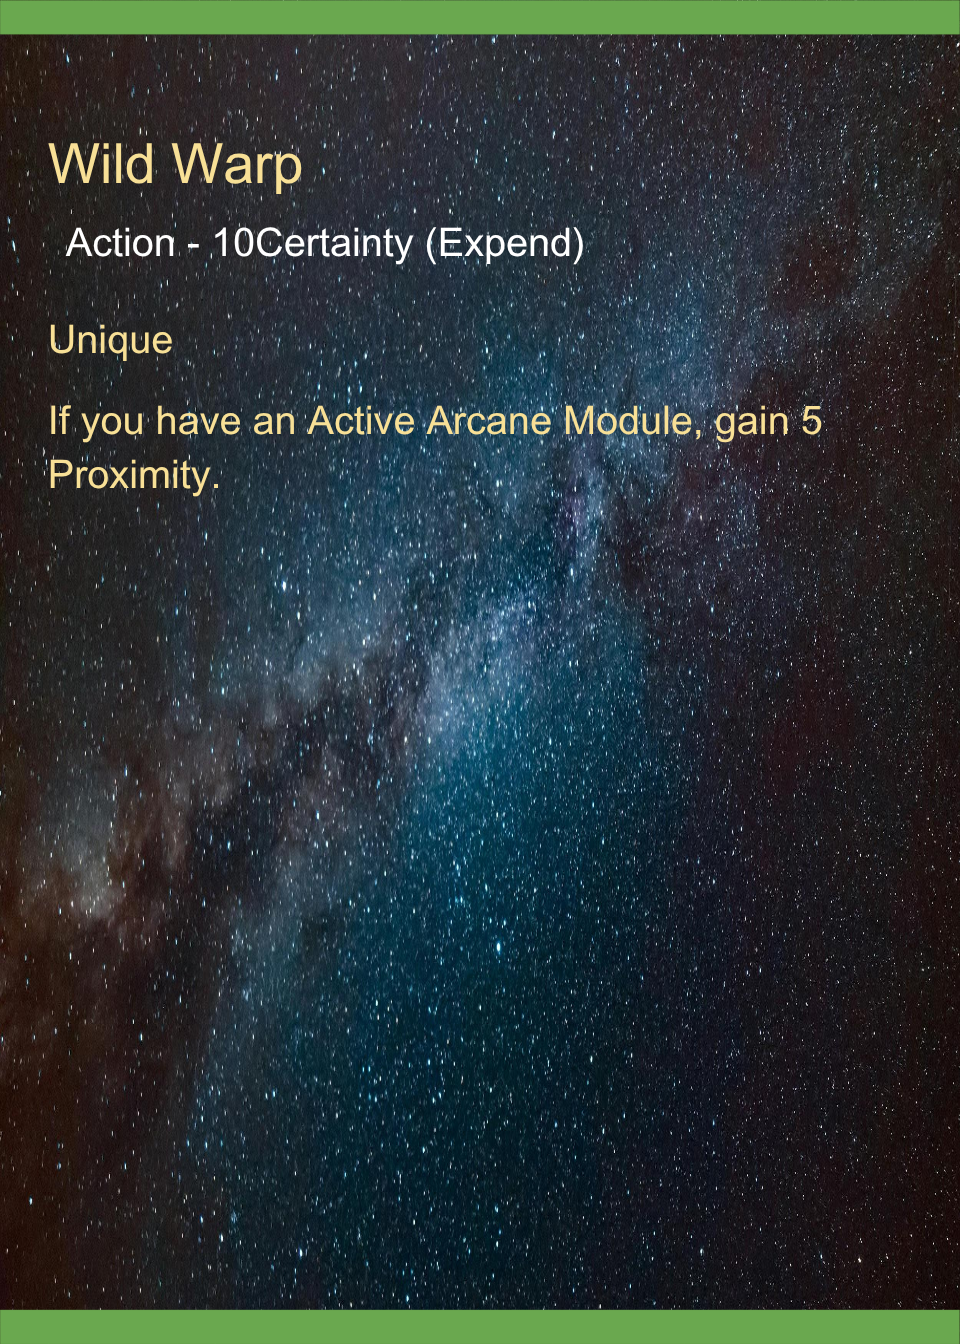 Wild Warp
Action - 10Certainty (Expend)
Unique
If you have an Active Arcane Module, gain 5
Proximity.